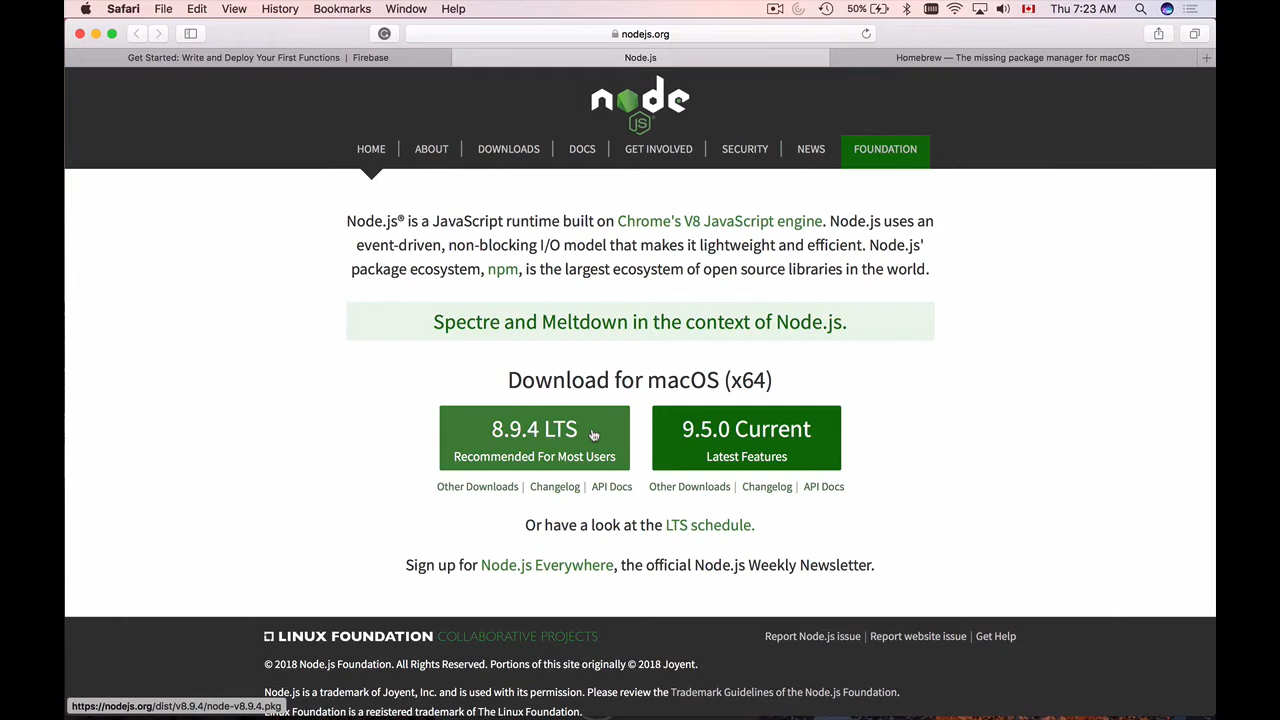 Safari File Edit View History Bookmarks Window Help 50% Thu 7:23 AM
nodejs.org
Get Started: Write and Deploy Your First Functions | Firebase
Node.js
Homebrew — The missing package manager for macOS
node
JS
HOME | ABOUT | DOWNLOADS | DOCS | GET INVOLVED | SECURITY | NEWS FOUNDATION
Node.js® is a JavaScript runtime built on Chrome's V8 JavaScript engine. Node.js uses an
event-driven, non-blocking I/O model that makes it lightweight and efficient. Node.js'
package ecosystem, npm, is the largest ecosystem of open source libraries in the world.
Spectre and Meltdown in the context of Node.js.
Download for macOS (x64)
8.9.4 LTS
Recommended For Most Users
9.5.0 Current
Latest Features
Other Downloads | Changelog | API Docs
Other Downloads | Changelog | API Docs
Or have a look at the LTS schedule.
Sign up for Node.js Everywhere, the official Node.js Weekly Newsletter.
LINUX FOUNDATION COLLABORATIVE PROJECTS
Report Node.js issue | Report website issue | Get Help
© 2018 Node.js Foundation. All Rights Reserved. Portions of this site originally © 2018 Joyent.
Node.js is a trademark of Joyent, Inc. and is used with its permission. Please review the Trademark Guidelines of the Node.js Foundation.
Linux Foundation is a registered trademark of The Linux Foundation.
https://nodejs.org/dist/v8.9.4/node-v8.9.4.pkg